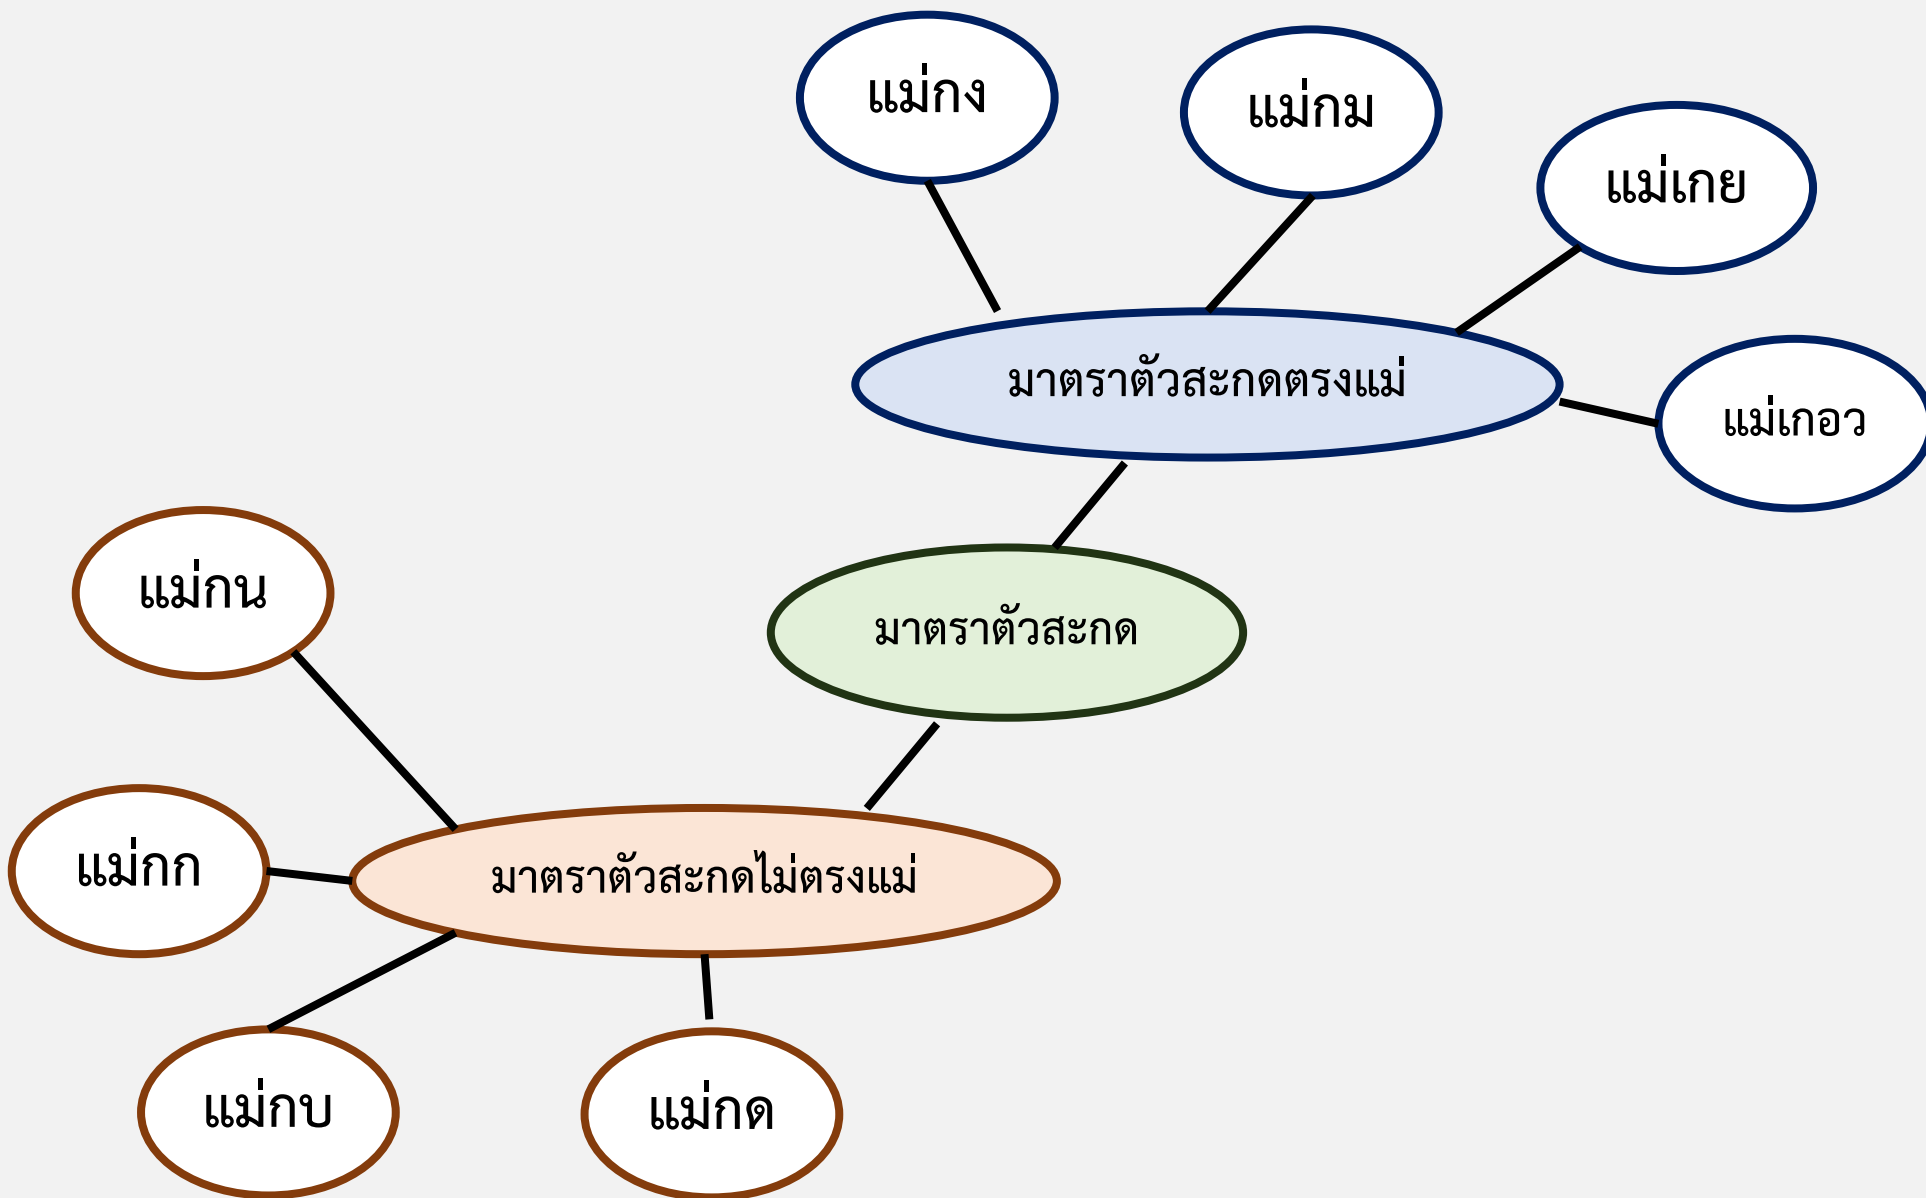 แม่กง
แม่กม
แม่เกย
มาตราตัวสะกดตรงแม่
แม่เกอว
แม่กน
มาตราตัวสะกด
แม่กก
มาตราตัวสะกดไม่ตรงแม่
แม่กบ
แม่กด